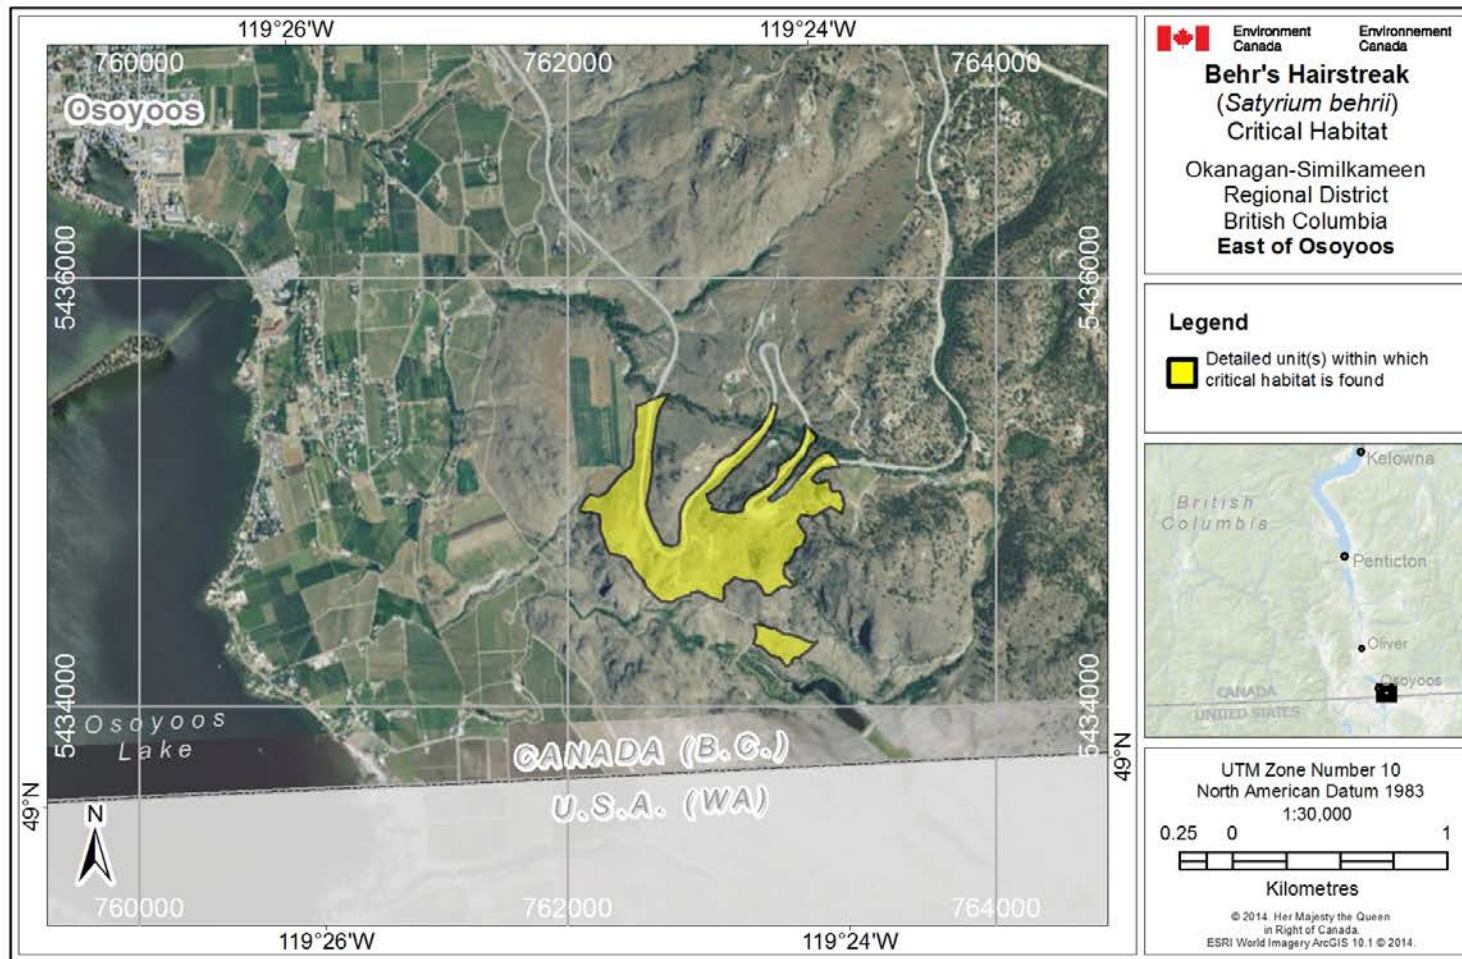 119°26'W
119°24'W
760000
762000
764000
Osoyoos
5436000
5436000
5434000
5434000
Osoyoos
Lake
CANADA (B.C.)
U.S.A. (WA)
49°N
49°N
N
760000
762000
764000
119°26'W
119°24'W
Environment
Canada
Environnement
Canada
Behr's Hairstreak
(Satyrium behrii)
Critical Habitat
Okanagan-Similkameen
Regional District
British Columbia
East of Osoyoos
Legend
Detailed unit(s) within which
critical habitat is found
Kelowna
British
Columbia
Penticton
Oliver
Osoyoos
CANADA
UNITED STATES
UTM Zone Number 10
North American Datum 1983
1:30,000
0.25 0 1
Kilometres
© 2014. Her Majesty the Queen
in Right of Canada.
ESRI World Imagery ArcGIS 10.1 © 2014.